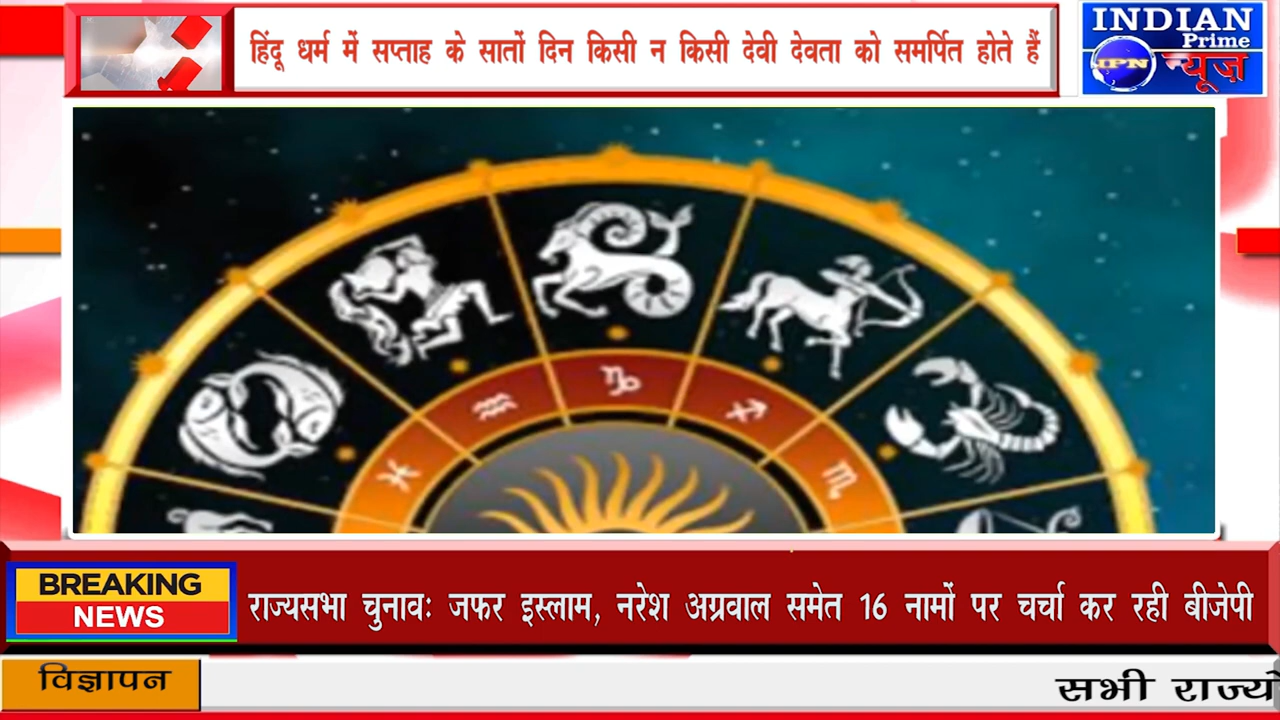 हिंदू धर्म में सप्ताह के सातों दिन किसी न किसी देवी देवता को समर्पित होते हैं
INDIAN
Prime
IPN न्यूज़
BREAKING
NEWS
राज्यसभा चुनाव: जफर इस्लाम, नरेश अग्रवाल समेत 16 नामों पर चर्चा कर रही बीजेपी
विज्ञापन
सभी